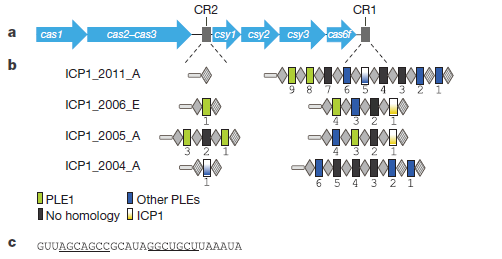 CR2 CR1
a cas1 cas2–cas3 csy1 csy2 csy3 cas6f
b
ICP1_2011_A
9 8 7 6 5 4 3 2 1
ICP1_2006_E
1 4 3 2 1
ICP1_2005_A
3 2 1 4 3 2 1
ICP1_2004_A
1 6 5 4 3 2 1
PLE1 Other PLEs
No homology ICP1
c GUUAGCAGCCGCAUAGGCUGCUUAAAUA